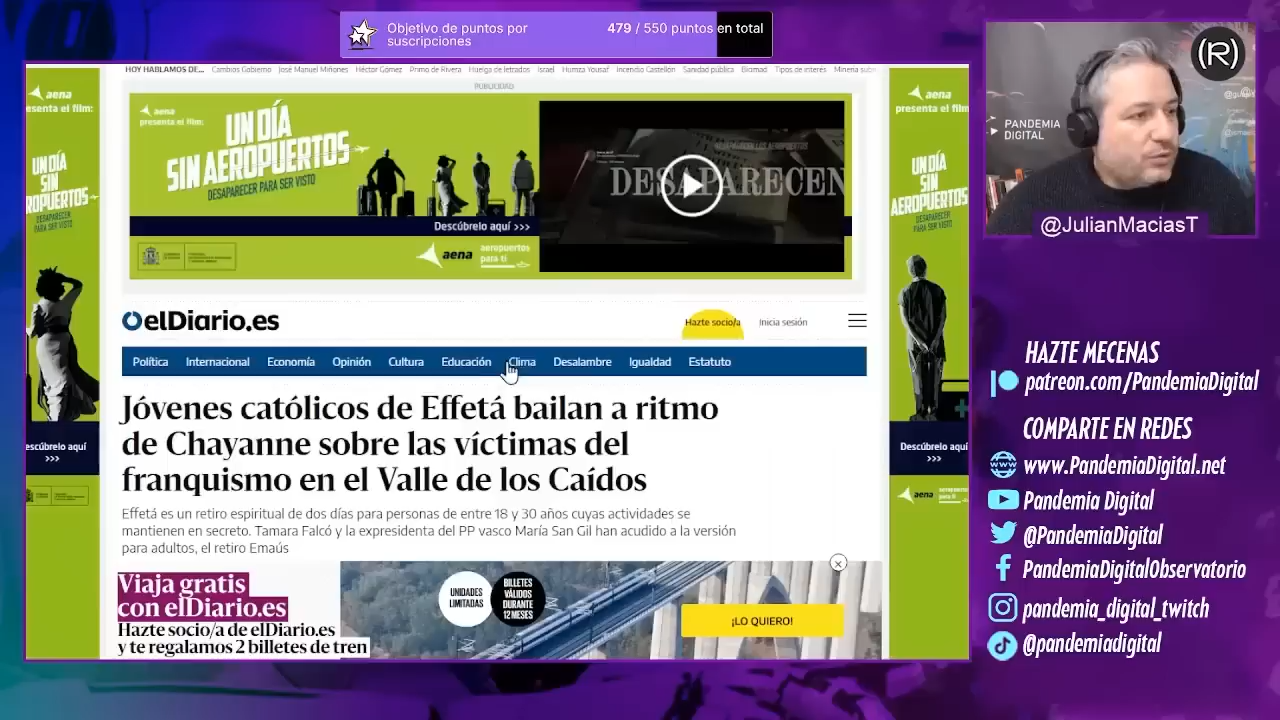 Objetivo de puntos por
suscripciones
479 / 550 puntos en total
HOY HABLAMOS DE... Cambios Gobierno José Manuel Miñones Héctor Gómez Primo de Rivera Huelga de letrados Israel Humza Yousaf Incendio Castellón Sanidad pública Bizmad Tipos de interés
PUBLICIDAD
aena
presenta el film:
UN DÍA
SIN AEROPUERTOS
DESAPARECER PARA SER VISTO
Descúbrelo aquí >>>
aena
aeropuertos
para ti
DESAPARECEN
aena
esenta el film:
UN DÍA
SIN
ROPUERTOS
DESAPARECER
PARA SER VISTO
escúbrelo aquí
>>>
aena
presenta el film:
UN DÍA
SIN
AEROPUERTOS
DESAPARECER
PARA SER VISTO
Descúbrelo aquí
>>>
aena
elDiario.es
Hazte socio/a
Inicia sesión
Política Internacional Economía Opinión Cultura Educación Clima Desalambre Igualdad Estatuto
Jóvenes católicos de Effetá bailan a ritmo
de Chayanne sobre las víctimas del
franquismo en el Valle de los Caídos
Effetá es un retiro espiritual de dos días para personas de entre 18 y 30 años cuyas actividades se
mantienen en secreto. Tamara Falcó y la expresidenta del PP vasco María San Gil han acudido a la versión
para adultos, el retiro Emaús
Viaja gratis
con elDiario.es
Hazte socio/a de elDiario.es
y te regalamos 2 billetes de tren
UNIDADES
LIMITADAS
BILLETES
VÁLIDOS
DURANTE
12 MESES
¡LO QUIERO!
(R)
PANDEMIA
DIGITAL
@JulianMaciasT
HAZTE MECENAS
patreon.com/PandemiaDigital
COMPARTE EN REDES
www
www.PandemiaDigital.net
Pandemia Digital
@PandemiaDigital
PandemiaDigitalObservatorio
pandemia_digital_twitch
@pandemiadigital